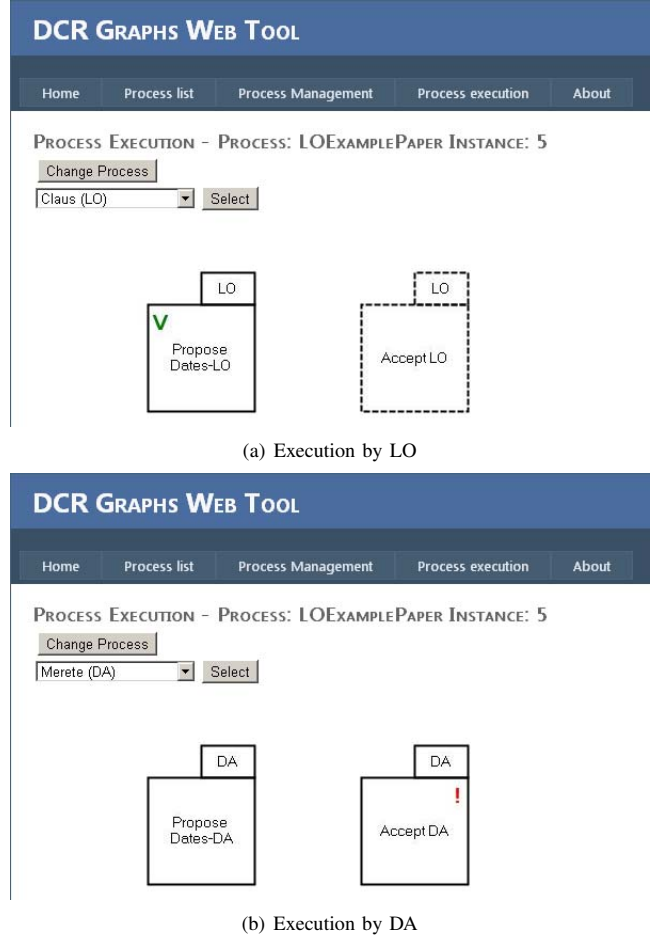 DCR GRAPHS WEB TOOL
Home Process list Process Management Process execution About
PROCESS EXECUTION - PROCESS: LOEXAMPLEPAPER INSTANCE: 5
Change Process
Claus (LO) Select
LO LO
V
Propose
Dates-LO
Accept LO
(a) Execution by LO
DCR GRAPHS WEB TOOL
Home Process list Process Management Process execution About
PROCESS EXECUTION - PROCESS: LOEXAMPLEPAPER INSTANCE: 5
Change Process
Merete (DA) Select
DA DA
!
Propose
Dates-DA
Accept DA
(b) Execution by DA